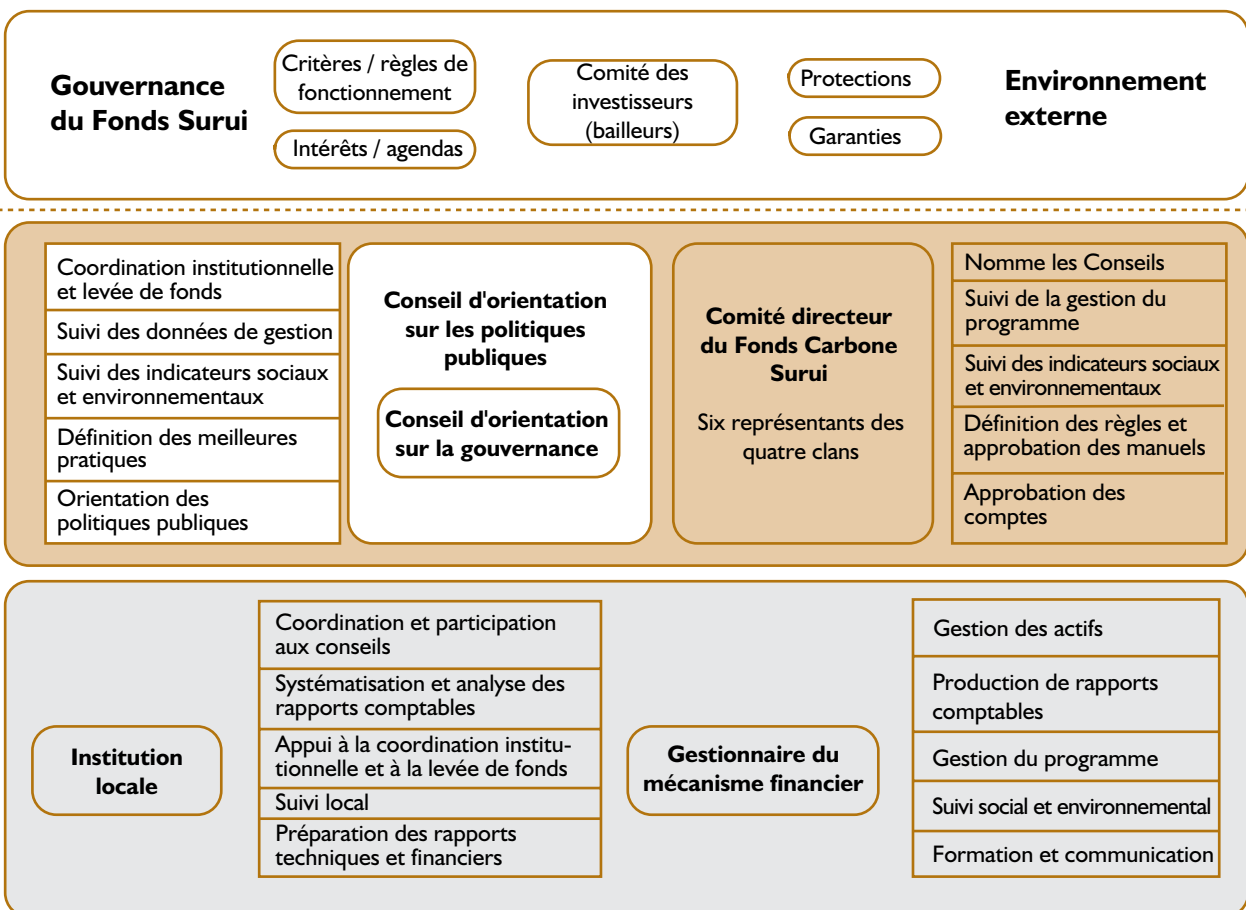 Gouvernance
du Fonds Surui
Critères / règles de
fonctionnement
Intérêts / agendas
Comité des
investisseurs
(bailleurs)
Protections
Garanties
Environnement
externe
Coordination institutionnelle
et levée de fonds
Suivi des données de gestion
Suivi des indicateurs sociaux
et environnementaux
Définition des meilleures
pratiques
Orientation des
politiques publiques
Conseil d'orientation
sur les politiques
publiques
Conseil d'orientation
sur la gouvernance
Comité directeur
du Fonds Carbone
Surui
Six représentants des
quatre clans
Nomme les Conseils
Suivi de la gestion du
programme
Suivi des indicateurs sociaux
et environnementaux
Définition des règles et
approbation des manuels
Approbation des
comptes
Institution
locale
Coordination et participation
aux conseils
Systématisation et analyse des
rapports comptables
Appui à la coordination institu-
tionnelle et à la levée de fonds
Suivi local
Préparation des rapports
techniques et financiers
Gestionnaire du
mécanisme financier
Gestion des actifs
Production de rapports
comptables
Gestion du programme
Suivi social et environnemental
Formation et communication